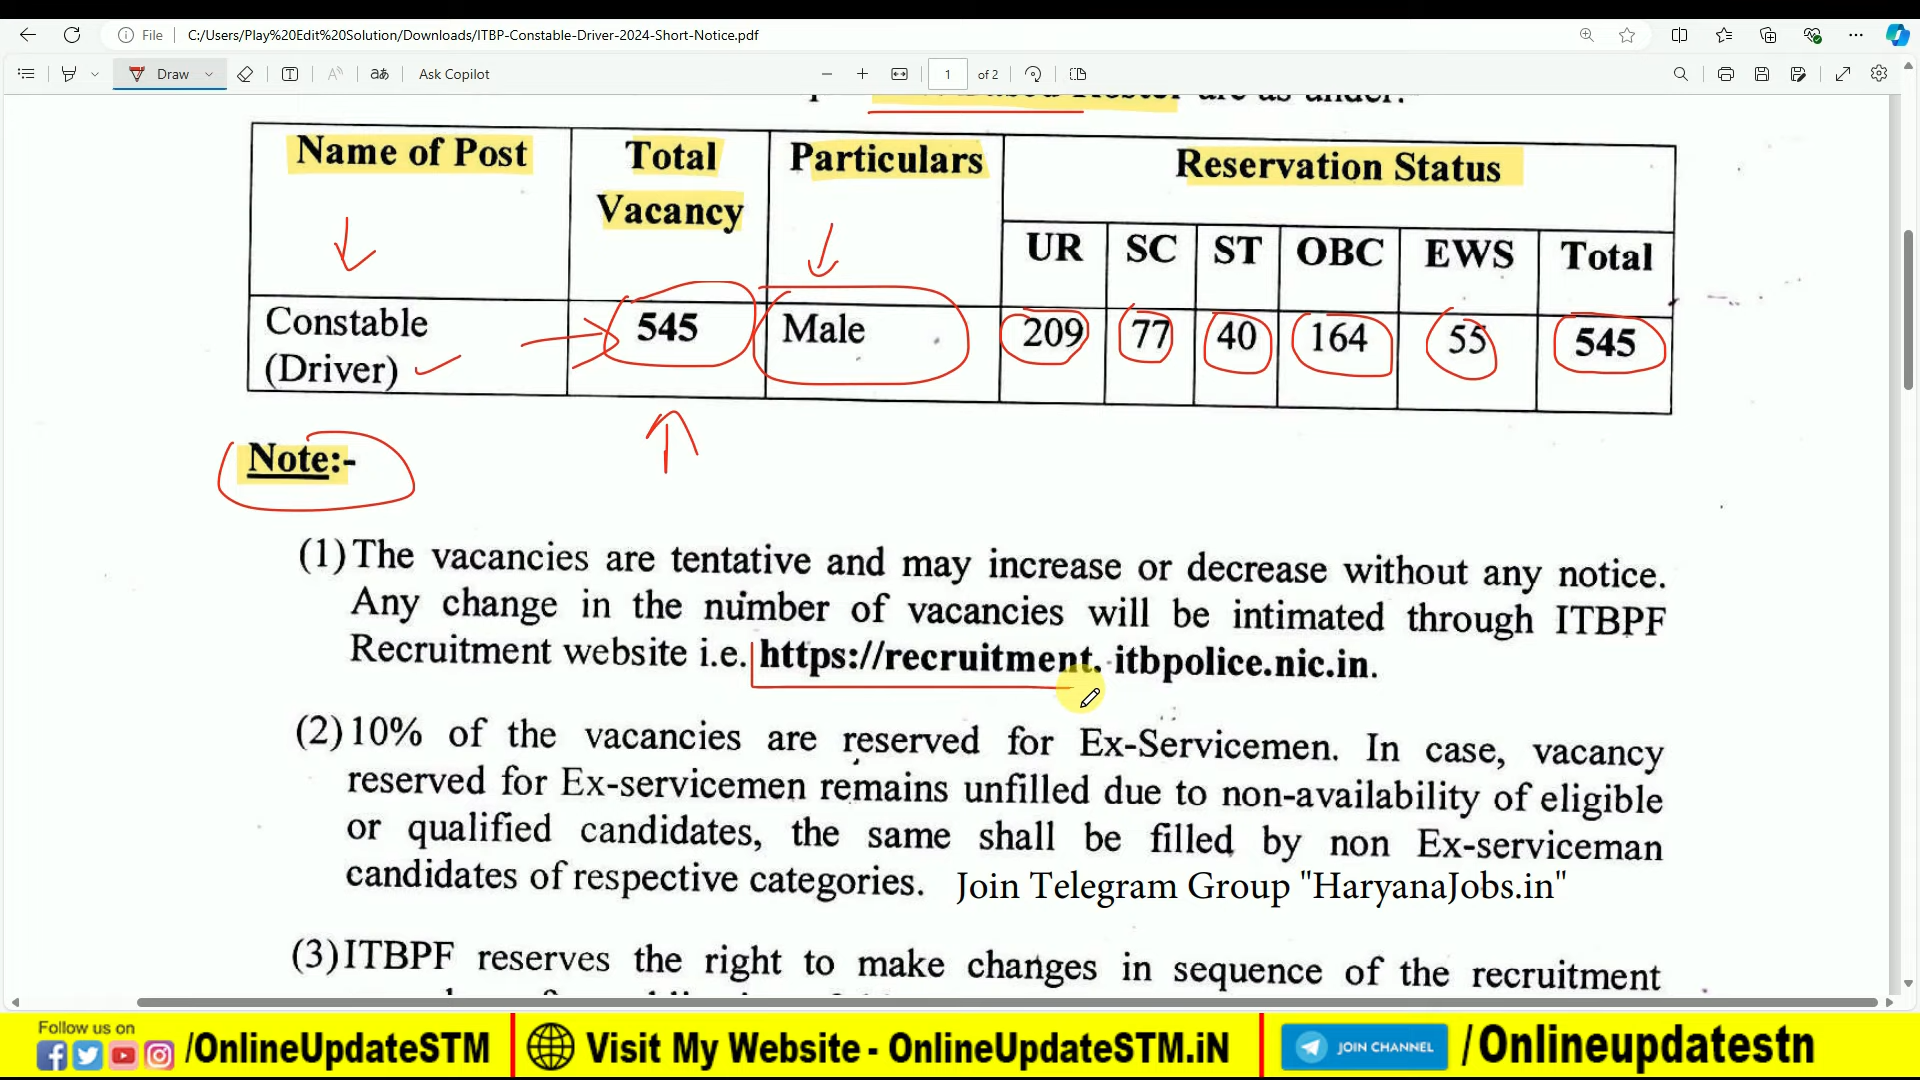 File
C:/Users/Play%20Edit%20Solution/Downloads/ITBP-Constable-Driver-2024-Short-Notice.pdf
Draw
Ask Copilot
1 of 2
are as under:
Name of Post
Total Vacancy
Particulars
Reservation Status
UR SC ST OBC EWS Total
Constable (Driver)
545
Male
209 77 40 164 55 545
Note:-
(1) The vacancies are tentative and may increase or decrease without any notice.
Any change in the number of vacancies will be intimated through ITBPF
Recruitment website i.e. https://recruitment. itbpolice.nic.in.
(2) 10% of the vacancies are reserved for Ex-Servicemen. In case, vacancy
reserved for Ex-servicemen remains unfilled due to non-availability of eligible
or qualified candidates, the same shall be filled by non Ex-serviceman
candidates of respective categories. Join Telegram Group "HaryanaJobs.in"
(3) ITBPF reserves the right to make changes in sequence of the recruitment
Follow us on
/OnlineUpdateSTM
Visit My Website - OnlineUpdateSTM.iN
JOIN CHANNEL
/Onlineupdatestn